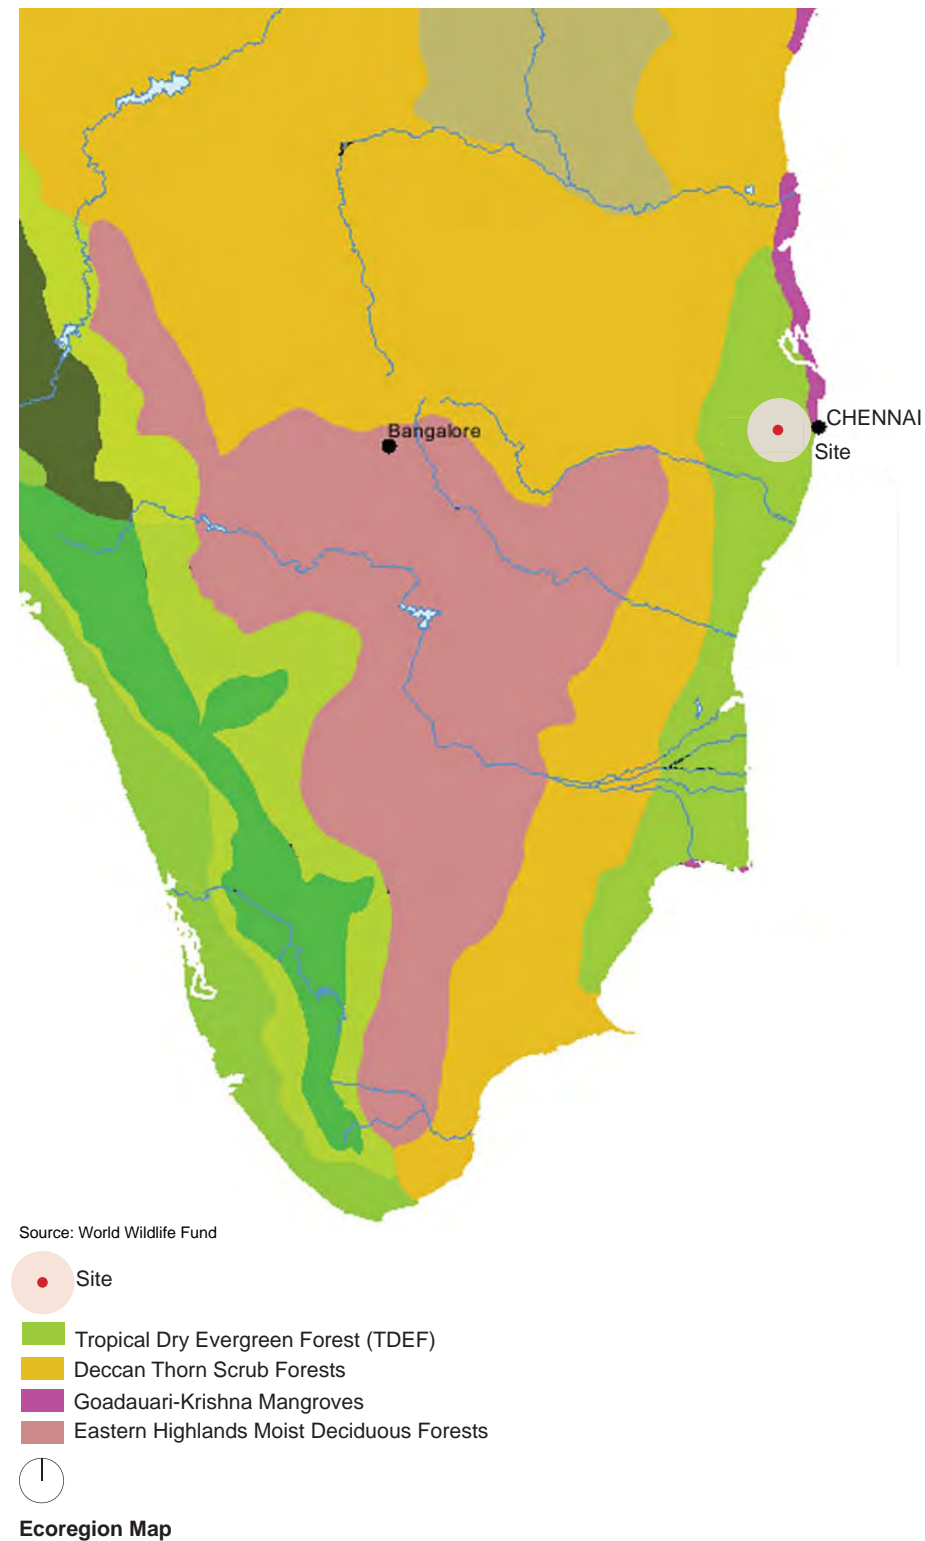 Bangalore
CHENNAI
Site
Source: World Wildlife Fund
Site
Tropical Dry Evergreen Forest (TDEF)
Deccan Thorn Scrub Forests
Goadauari-Krishna Mangroves
Eastern Highlands Moist Deciduous Forests
Ecoregion Map